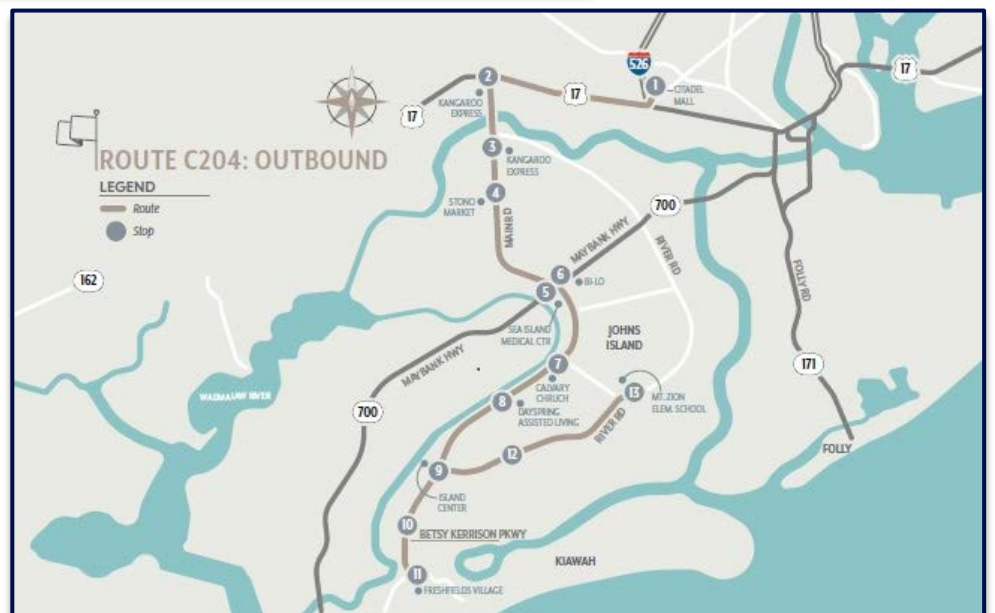 526
17
1
CITADEL
MALL
2
17
17
KANGAROO
EXPRESS
ROUTE C204: OUTBOUND
LEGEND
Route
Stop
3
KANGAROO
EXPRESS
4
STONO
MARKET
MAIN RD
700
MAYBANK HWY
RIVER RD
162
6
BI-LO
5
SEA ISLAND
MEDICAL CTR
JOHNS
ISLAND
FOLLY RD
171
MAYBANK HWY
7
CALVARY
CHRUCH
WADMALAW RIVER
700
8
DAYSPRING
ASSISTED LIVING
13
MT. ZION
ELEM. SCHOOL
RIVER RD
12
FOLLY
9
ISLAND
CENTER
10
BETSY KERRISON PKWY
KIAWAH
11
FRESHFIELDS VILLAGE